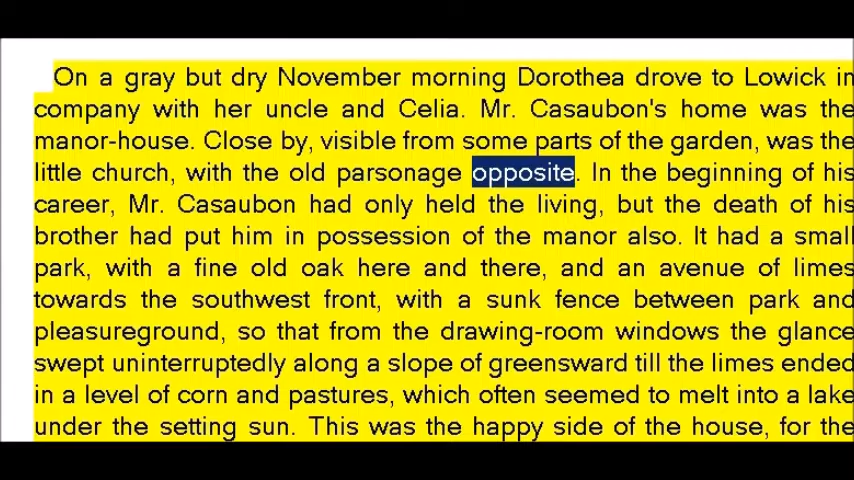 On a gray but dry November morning Dorothea drove to Lowick in
company with her uncle and Celia. Mr. Casaubon's home was the
manor-house. Close by, visible from some parts of the garden, was the
little church, with the old parsonage opposite. In the beginning of his
career, Mr. Casaubon had only held the living, but the death of his
brother had put him in possession of the manor also. It had a small
park, with a fine old oak here and there, and an avenue of limes
towards the southwest front, with a sunk fence between park and
pleasureground, so that from the drawing-room windows the glance
swept uninterruptedly along a slope of greensward till the limes ended
in a level of corn and pastures, which often seemed to melt into a lake
under the setting sun. This was the happy side of the house, for the